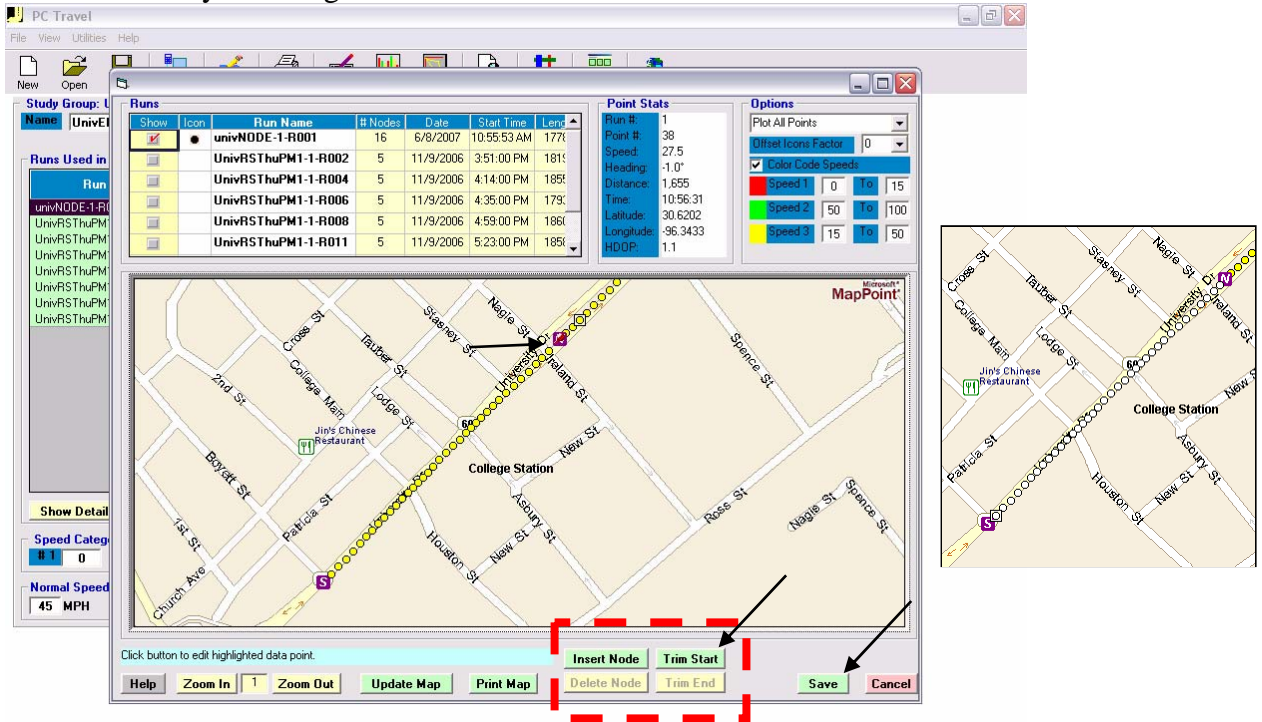 PC Travel
File View Utilities Help
New Open
Study Group: U
Name UnivEl
Runs Used in
Run
univNODE-1-R0
UnivRSThuPM1
UnivRSThuPM1
UnivRSThuPM1
UnivRSThuPM1
UnivRSThuPM1
UnivRSThuPM1
UnivRSThuPM1
Show Detail
Speed Categ
# 1 0
Normal Speed
45 MPH
Runs
Show Icon Run Name # Nodes Date Start Time Leng
univNODE-1-R001 16 6/8/2007 10:55:53 AM 1778
UnivRSThuPM1-1-R002 5 11/9/2006 3:51:00 PM 1819
UnivRSThuPM1-1-R004 5 11/9/2006 4:14:00 PM 1855
UnivRSThuPM1-1-R006 5 11/9/2006 4:35:00 PM 1793
UnivRSThuPM1-1-R008 5 11/9/2006 4:59:00 PM 1860
UnivRSThuPM1-1-R011 5 11/9/2006 5:23:00 PM 1850
Point Stats
Run #: 1
Point #: 38
Speed: 27.5
Heading: -1.0°
Distance: 1,655
Time: 10:56:31
Latitude: 30.6202
Longitude: -96.3433
HDOP: 1.1
Options
Plot All Points
Offset Icons Factor 0
Color Code Speeds
Speed 1 0 To 15
Speed 2 50 To 100
Speed 3 15 To 50
Microsoft®
MapPoint®
Cross St
Tauber St
Stasney St
Nagle St
University Dr
Ireland St
Spence St
2nd St
College Main
Lodge St
60
Jin's Chinese
Restaurant
New St
College Station
Boyett St
Patricia St
Asbury St
Ross St
Nagle St
Spence St
1st St
Houston St
New St
Church Ave
S
Click button to edit highlighted data point.
Insert Node Trim Start
Help Zoom In 1 Zoom Out Update Map Print Map Delete Node Trim End Save Cancel
Cross St
Tauber St
Stasney St
Nagle St
University Dr
N
Ireland St
College Main
Lodge St
60
Jin's Chinese
Restaurant
New S
College Station
Patricia St
Asbury St
Houston St
New St
S